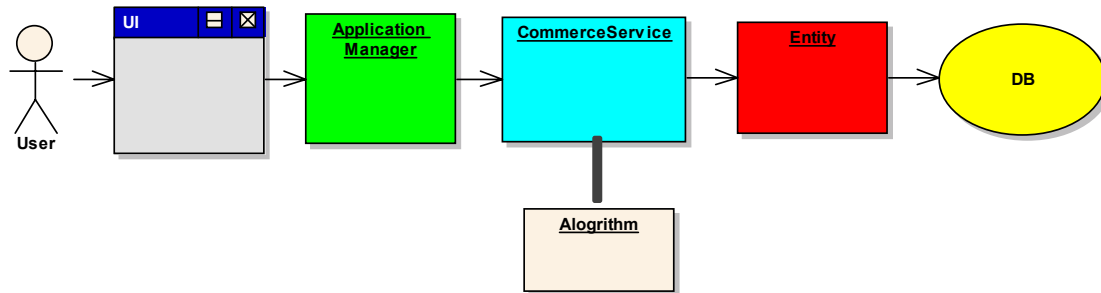 UI
Application
Manager
CommerceService
Entity
DB
User
Alogrithm